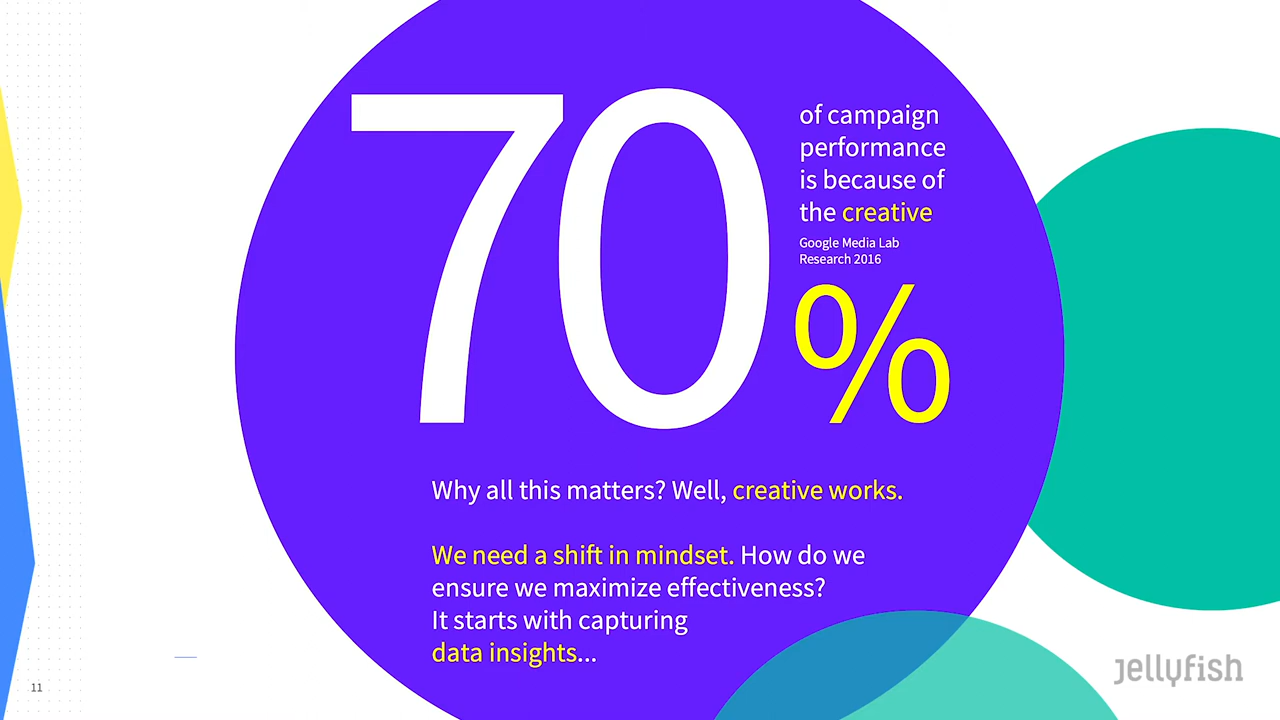 70%
of campaign
performance
is because of
the creative
Google Media Lab
Research 2016
Why all this matters? Well, creative works.
We need a shift in mindset. How do we
ensure we maximize effectiveness?
It starts with capturing
data insights...
11
jellyfish